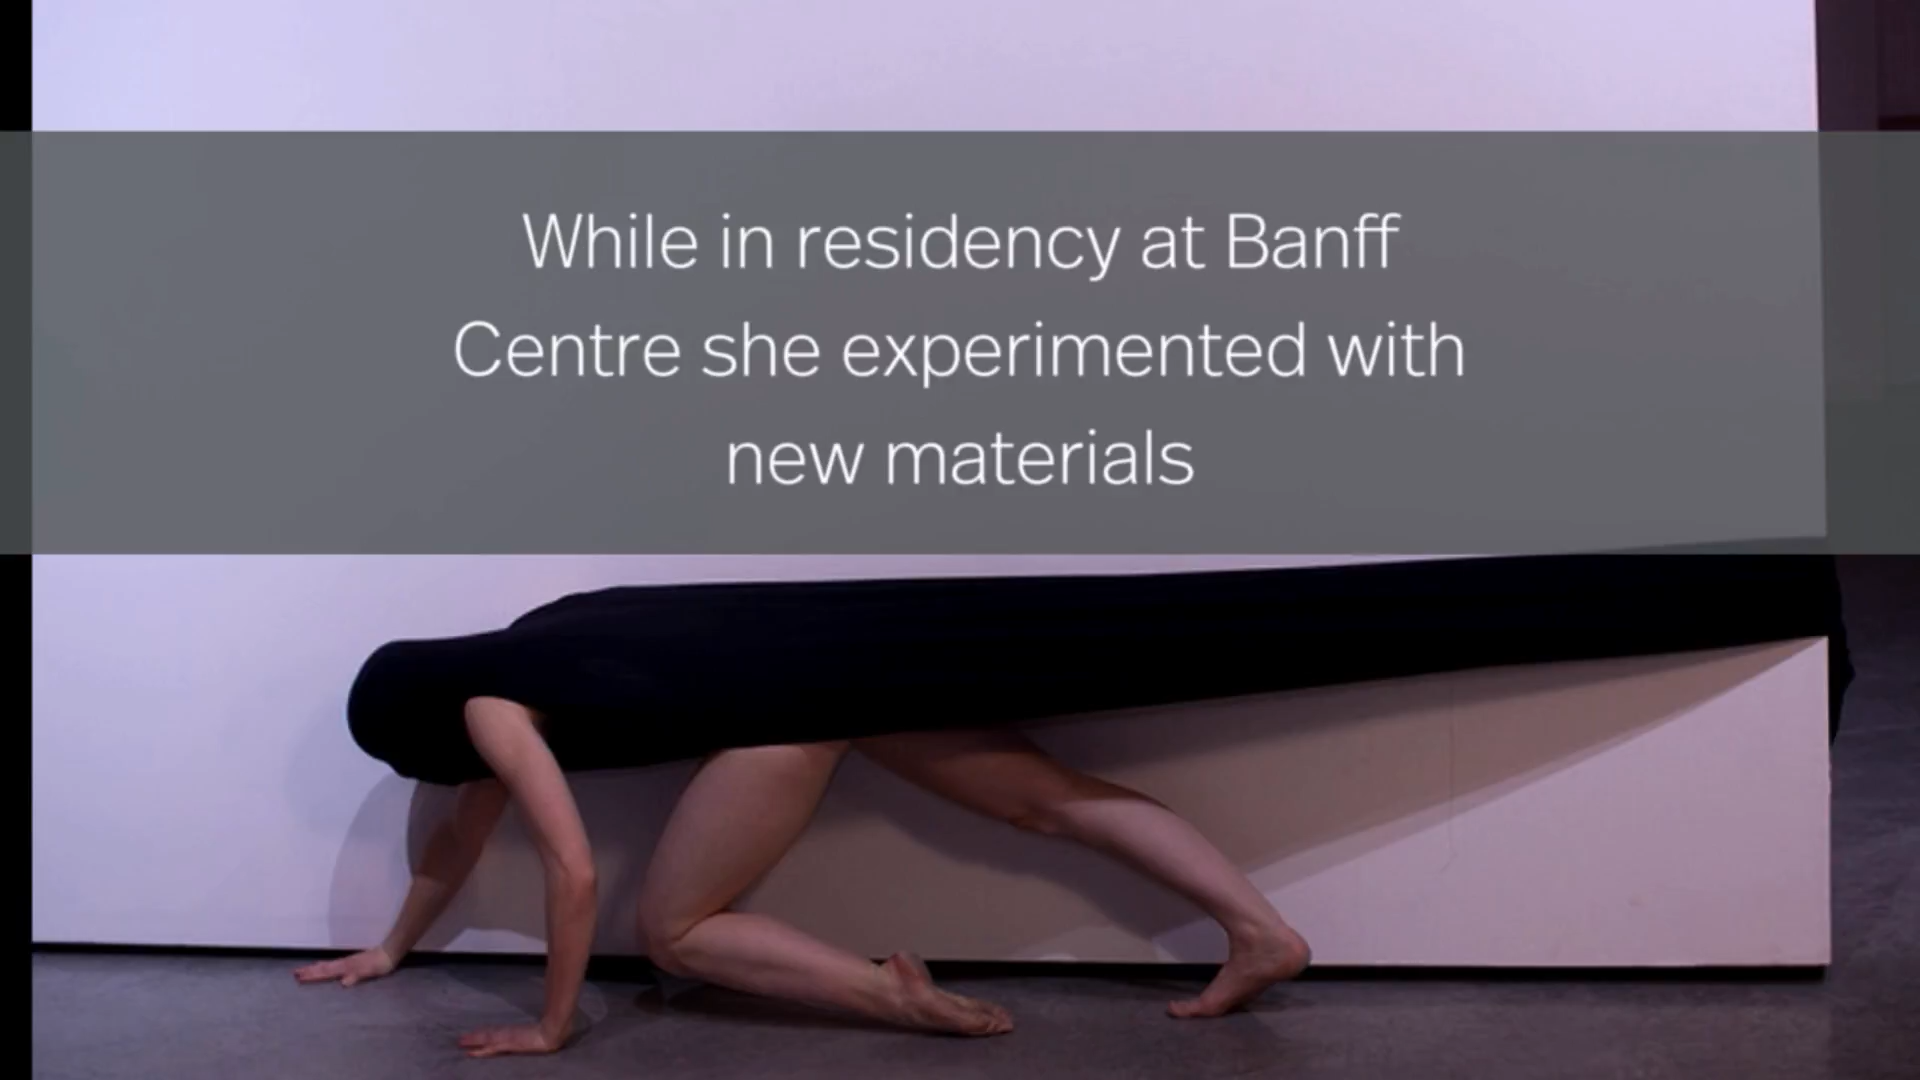 While in residency at Banff
Centre she experimented with
new materials